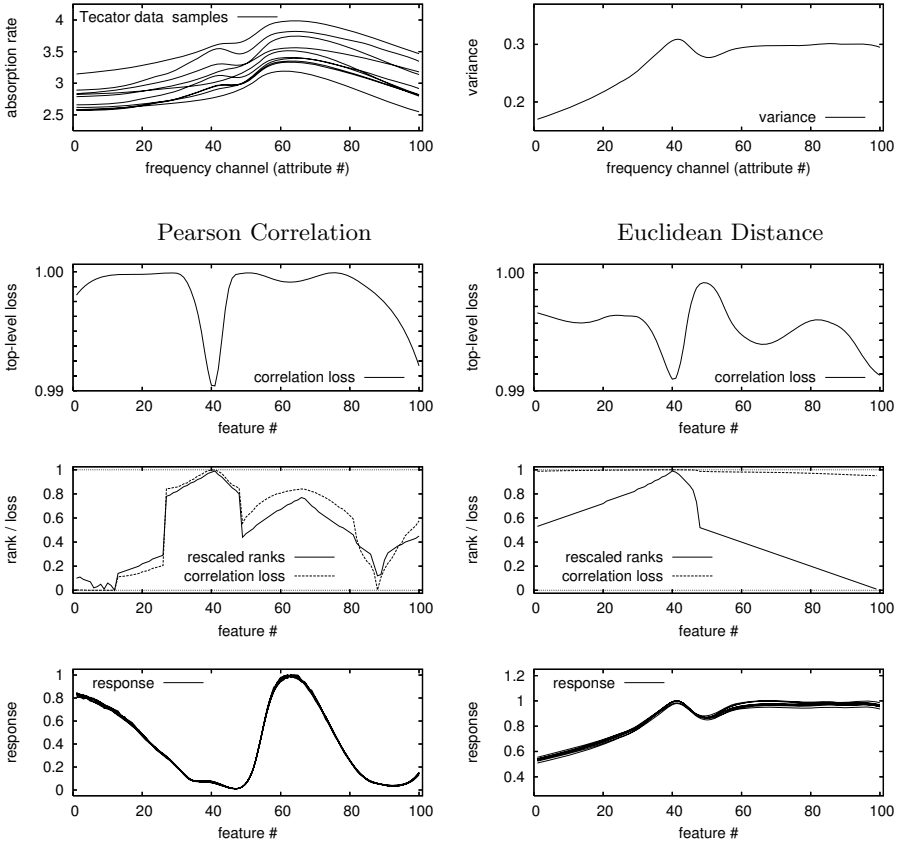 Tecator data samples
absorption rate
4
3.5
3
2.5
0 20 40 60 80 100
frequency channel (attribute #)
variance
0.3
0.2
variance
0 20 40 60 80 100
frequency channel (attribute #)
Pearson Correlation
top-level loss
1.00
0.99
correlation loss
0 20 40 60 80 100
feature #
Euclidean Distance
top-level loss
1.00
0.99
correlation loss
0 20 40 60 80 100
feature #
rank / loss
1
0.8
0.6
0.4
0.2
0
rescaled ranks
correlation loss
0 20 40 60 80 100
feature #
rank / loss
1
0.8
0.6
0.4
0.2
0
rescaled ranks
correlation loss
0 20 40 60 80 100
feature #
response
1
0.8
0.6
0.4
0.2
0
response
0 20 40 60 80 100
feature #
response
1.2
1
0.8
0.6
0.4
response
0 20 40 60 80 100
feature #